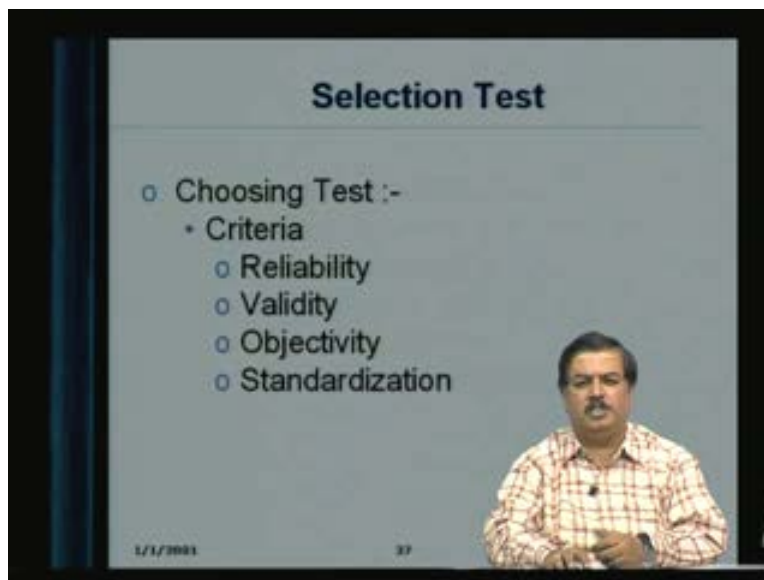 Selection Test
o Choosing Test :-
• Criteria
o Reliability
o Validity
o Objectivity
o Standardization
1/1/2001 37